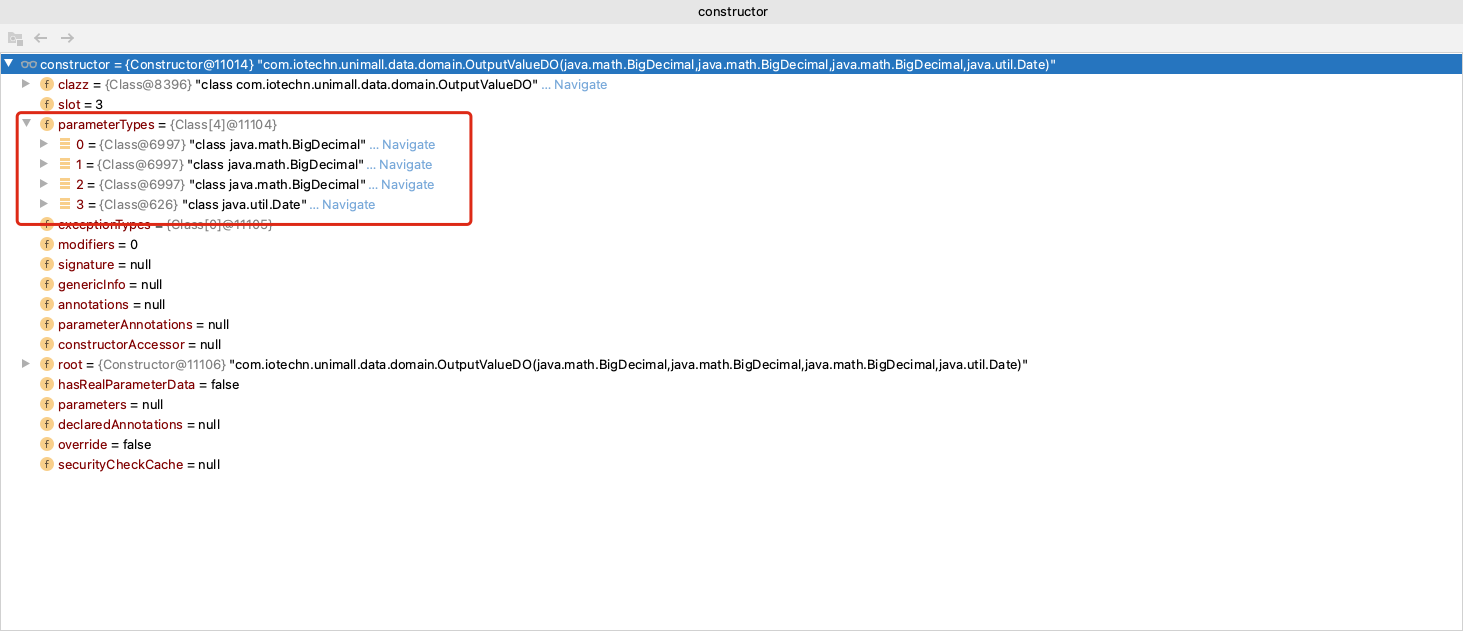 constructor
constructor = {Constructor@11014} "com.iotechn.unimall.data.domain.OutputValueDO(java.math.BigDecimal,java.math.BigDecimal,java.math.BigDecimal,java.util.Date)"
f clazz = {Class@8396} "class com.iotechn.unimall.data.domain.OutputValueDO" ... Navigate
f slot = 3
f parameterTypes = {Class[4]@11104}
0 = {Class@6997} "class java.math.BigDecimal" ... Navigate
1 = {Class@6997} "class java.math.BigDecimal" ... Navigate
2 = {Class@6997} "class java.math.BigDecimal" ... Navigate
3 = {Class@626} "class java.util.Date" ... Navigate
f exceptionTypes = {Class[0]@11105}
f modifiers = 0
f signature = null
f genericInfo = null
f annotations = null
f parameterAnnotations = null
f constructorAccessor = null
f root = {Constructor@11106} "com.iotechn.unimall.data.domain.OutputValueDO(java.math.BigDecimal,java.math.BigDecimal,java.math.BigDecimal,java.util.Date)"
f hasRealParameterData = false
f parameters = null
f declaredAnnotations = null
f override = false
f securityCheckCache = null